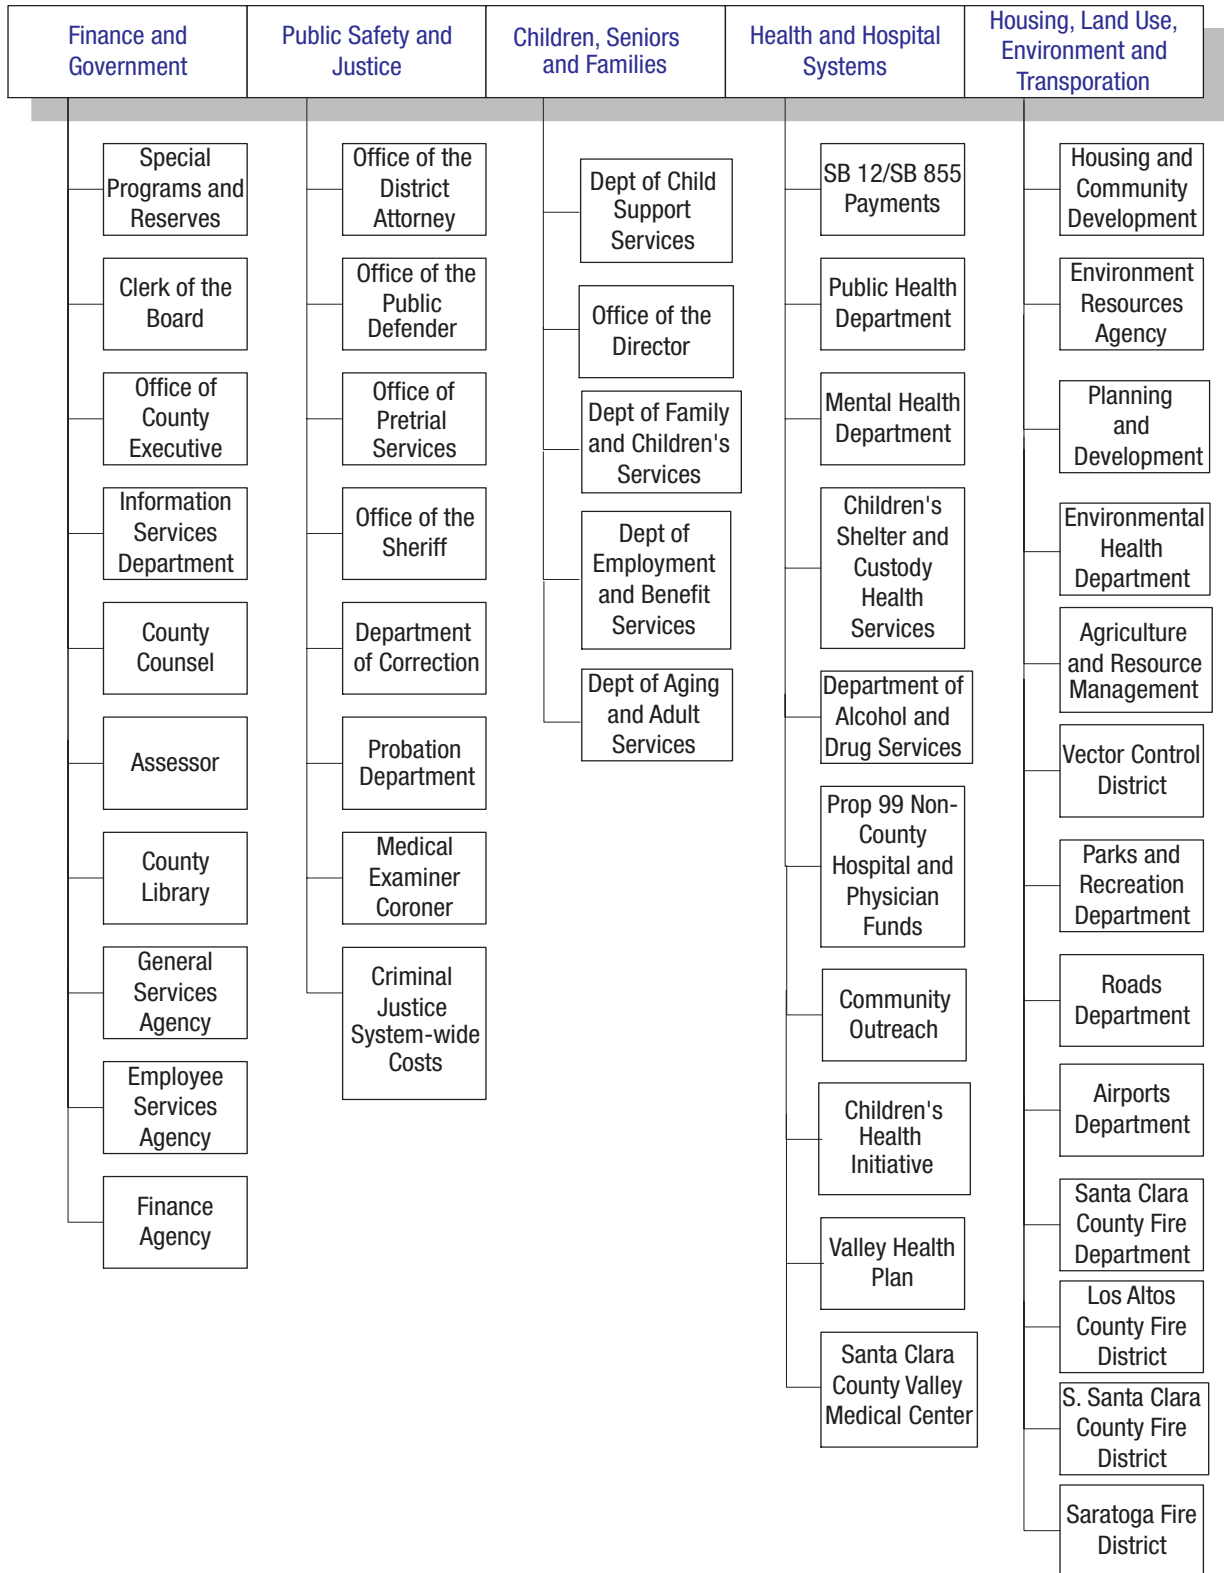 Finance and
Government
Public Safety and
Justice
Children, Seniors
and Families
Health and Hospital
Systems
Housing, Land Use,
Environment and
Transporation
Special
Programs and
Reserves
Clerk of the
Board
Office of
County
Executive
Information
Services
Department
County
Counsel
Assessor
County
Library
General
Services
Agency
Employee
Services
Agency
Finance
Agency
Office of the
District
Attorney
Office of the
Public
Defender
Office of
Pretrial
Services
Office of the
Sheriff
Department
of Correction
Probation
Department
Medical
Examiner
Coroner
Criminal
Justice
System-wide
Costs
Dept of Child
Support
Services
Office of the
Director
Dept of Family
and Children's
Services
Dept of
Employment
and Benefit
Services
Dept of Aging
and Adult
Services
SB 12/SB 855
Payments
Public Health
Department
Mental Health
Department
Children's
Shelter and
Custody
Health
Services
Department of
Alcohol and
Drug Services
Prop 99 Non-
County
Hospital and
Physician
Funds
Community
Outreach
Children's
Health
Initiative
Valley Health
Plan
Santa Clara
County Valley
Medical Center
Housing and
Community
Development
Environment
Resources
Agency
Planning
and
Development
Environmental
Health
Department
Agriculture
and Resource
Management
Vector Control
District
Parks and
Recreation
Department
Roads
Department
Airports
Department
Santa Clara
County Fire
Department
Los Altos
County Fire
District
S. Santa Clara
County Fire
District
Saratoga Fire
District